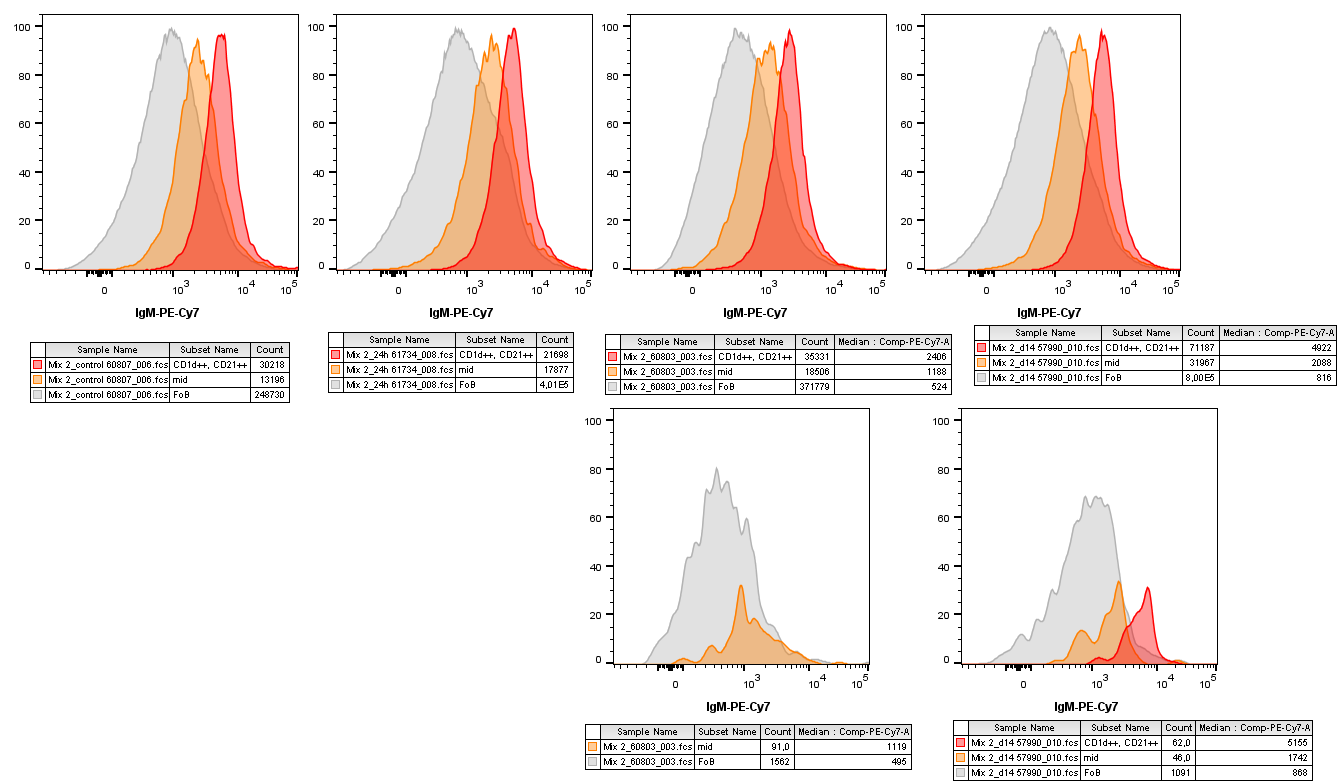 100 80 60 40 20 0
0 10^3 10^4 10^5
IgM-PE-Cy7
100 80 60 40 20 0
0 10^3 10^4 10^5
IgM-PE-Cy7
100 80 60 40 20 0
0 10^3 10^4 10^5
IgM-PE-Cy7
100 80 60 40 20 0
0 10^3 10^4 10^5
IgM-PE-Cy7
Sample Name Subset Name Count
Mix 2_control 60807_006.fcs CD1d++, CD21++ 30218
Mix 2_control 60807_006.fcs mid 13196
Mix 2_control 60807_006.fcs FoB 248730
Sample Name Subset Name Count
Mix 2_24h 61734_008.fcs CD1d++, CD21++ 21698
Mix 2_24h 61734_008.fcs mid 17877
Mix 2_24h 61734_008.fcs FoB 4,01E5
Sample Name Subset Name Count Median : Comp-PE-Cy7-A
Mix 2_60803_003.fcs CD1d++, CD21++ 35331 2406
Mix 2_60803_003.fcs mid 18506 1188
Mix 2_60803_003.fcs FoB 371779 524
Sample Name Subset Name Count Median : Comp-PE-Cy7-A
Mix 2_d14 57990_010.fcs CD1d++, CD21++ 71187 4922
Mix 2_d14 57990_010.fcs mid 31967 2088
Mix 2_d14 57990_010.fcs FoB 8,00E5 816
100 80 60 40 20 0
0 10^3 10^4 10^5
IgM-PE-Cy7
100 80 60 40 20 0
0 10^3 10^4 10^5
IgM-PE-Cy7
Sample Name Subset Name Count Median : Comp-PE-Cy7-A
Mix 2_60803_003.fcs mid 91,0 1119
Mix 2_60803_003.fcs FoB 1562 495
Sample Name Subset Name Count Median : Comp-PE-Cy7-A
Mix 2_d14 57990_010.fcs CD1d++, CD21++ 62,0 5155
Mix 2_d14 57990_010.fcs mid 46,0 1742
Mix 2_d14 57990_010.fcs FoB 1091 868